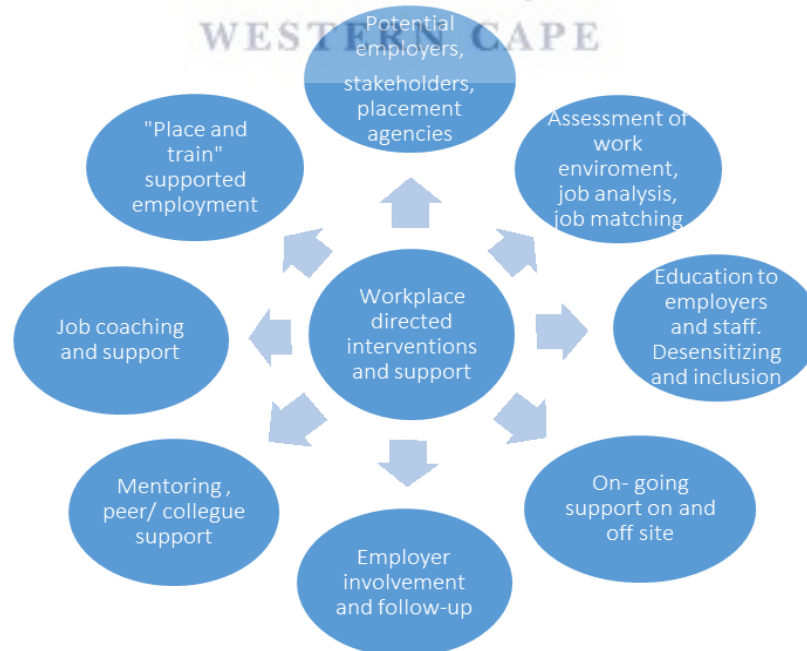 WESTERN CAPE
Potential
employers,
stakeholders,
placement
agencies
Assessment of
work
enviroment,
job analysis,
job matching
Education to
employers
and staff.
Desensitizing
and inclusion
On- going
support on and
off site
Employer
involvement
and follow-up
Mentoring ,
peer/ collegue
support
Job coaching
and support
"Place and
train"
supported
employment
Workplace
directed
interventions
and support